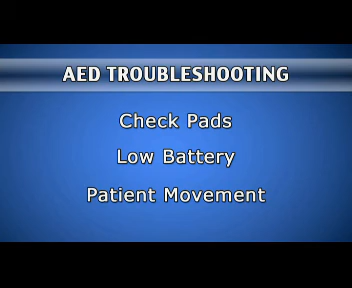 AED TROUBLESHOOTING
Check Pads
Low Battery
Patient Movement